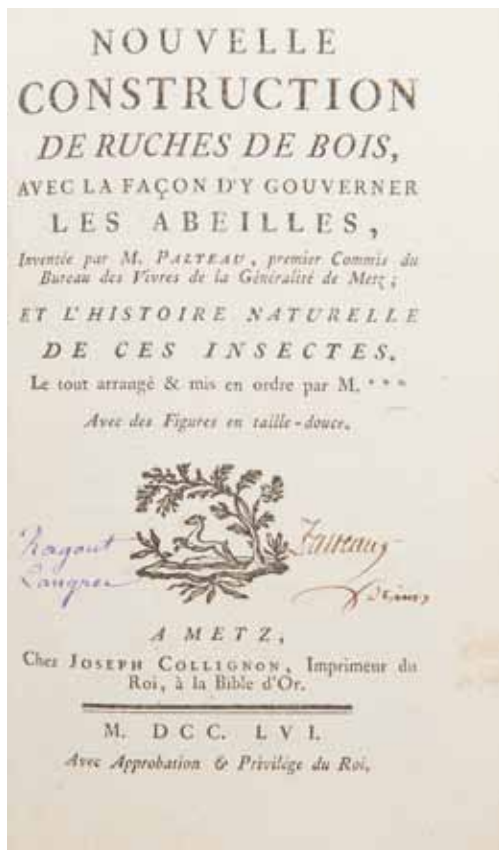 NOUVELLE
CONSTRUCTION
DE RUCHES DE BOIS,
AVEC LA FAÇON D'Y GOUVERNER
LES ABEILLES,
Inventée par M. PALTEAU, premier Commis du
Bureau des Vivres de la Généralité de Metz ;
ET L'HISTOIRE NATURELLE
DE CES INSECTES.
Le tout arrangé & mis en ordre par M. ***
Avec des Figures en taille-douce.
A METZ,
Chez JOSEPH COLLIGNON, Imprimeur du
Roi, à la Bible d'Or.
M. DCC. LVI.
Avec Approbation & Privilége du Roi.